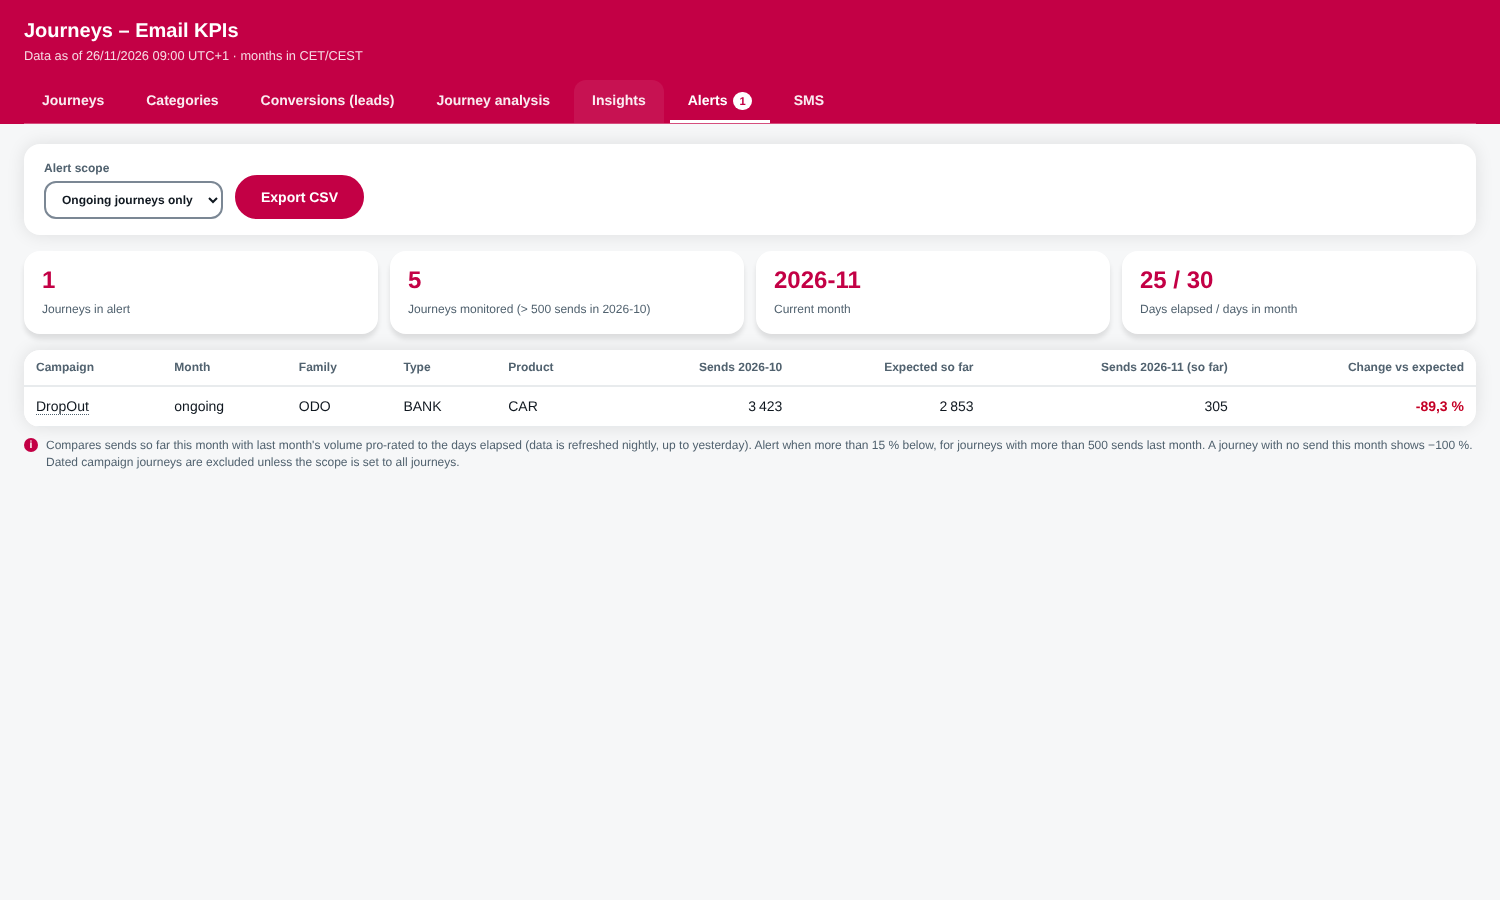 Journeys – Email KPIs
Data as of 26/11/2026 09:00 UTC+1 · months in CET/CEST
Journeys Categories Conversions (leads) Journey analysis Insights Alerts 1 SMS
Alert scope
Ongoing journeys only Export CSV
1 5 2026-11 25 / 30
Journeys in alert Journeys monitored (> 500 sends in 2026-10) Current month Days elapsed / days in month
Campaign Month Family Type Product Sends 2026-10 Expected so far Sends 2026-11 (so far) Change vs expected
DropOut ongoing ODO BANK CAR 3 423 2 853 305 -89,3 %
i Compares sends so far this month with last month's volume pro-rated to the days elapsed (data is refreshed nightly, up to yesterday). Alert when more than 15 % below, for journeys with more than 500 sends last month. A journey with no send this month shows −100 %.
Dated campaign journeys are excluded unless the scope is set to all journeys.